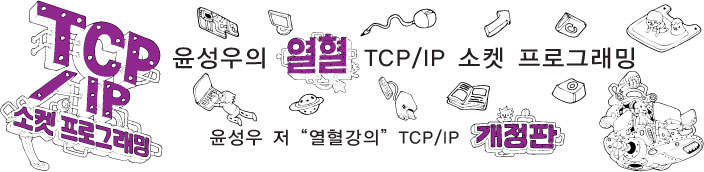 TCP
/ IP
소켓 프로그래밍
윤성우의 열혈 TCP/IP 소켓 프로그래밍
윤성우 저 “열혈강의” TCP/IP 개정판